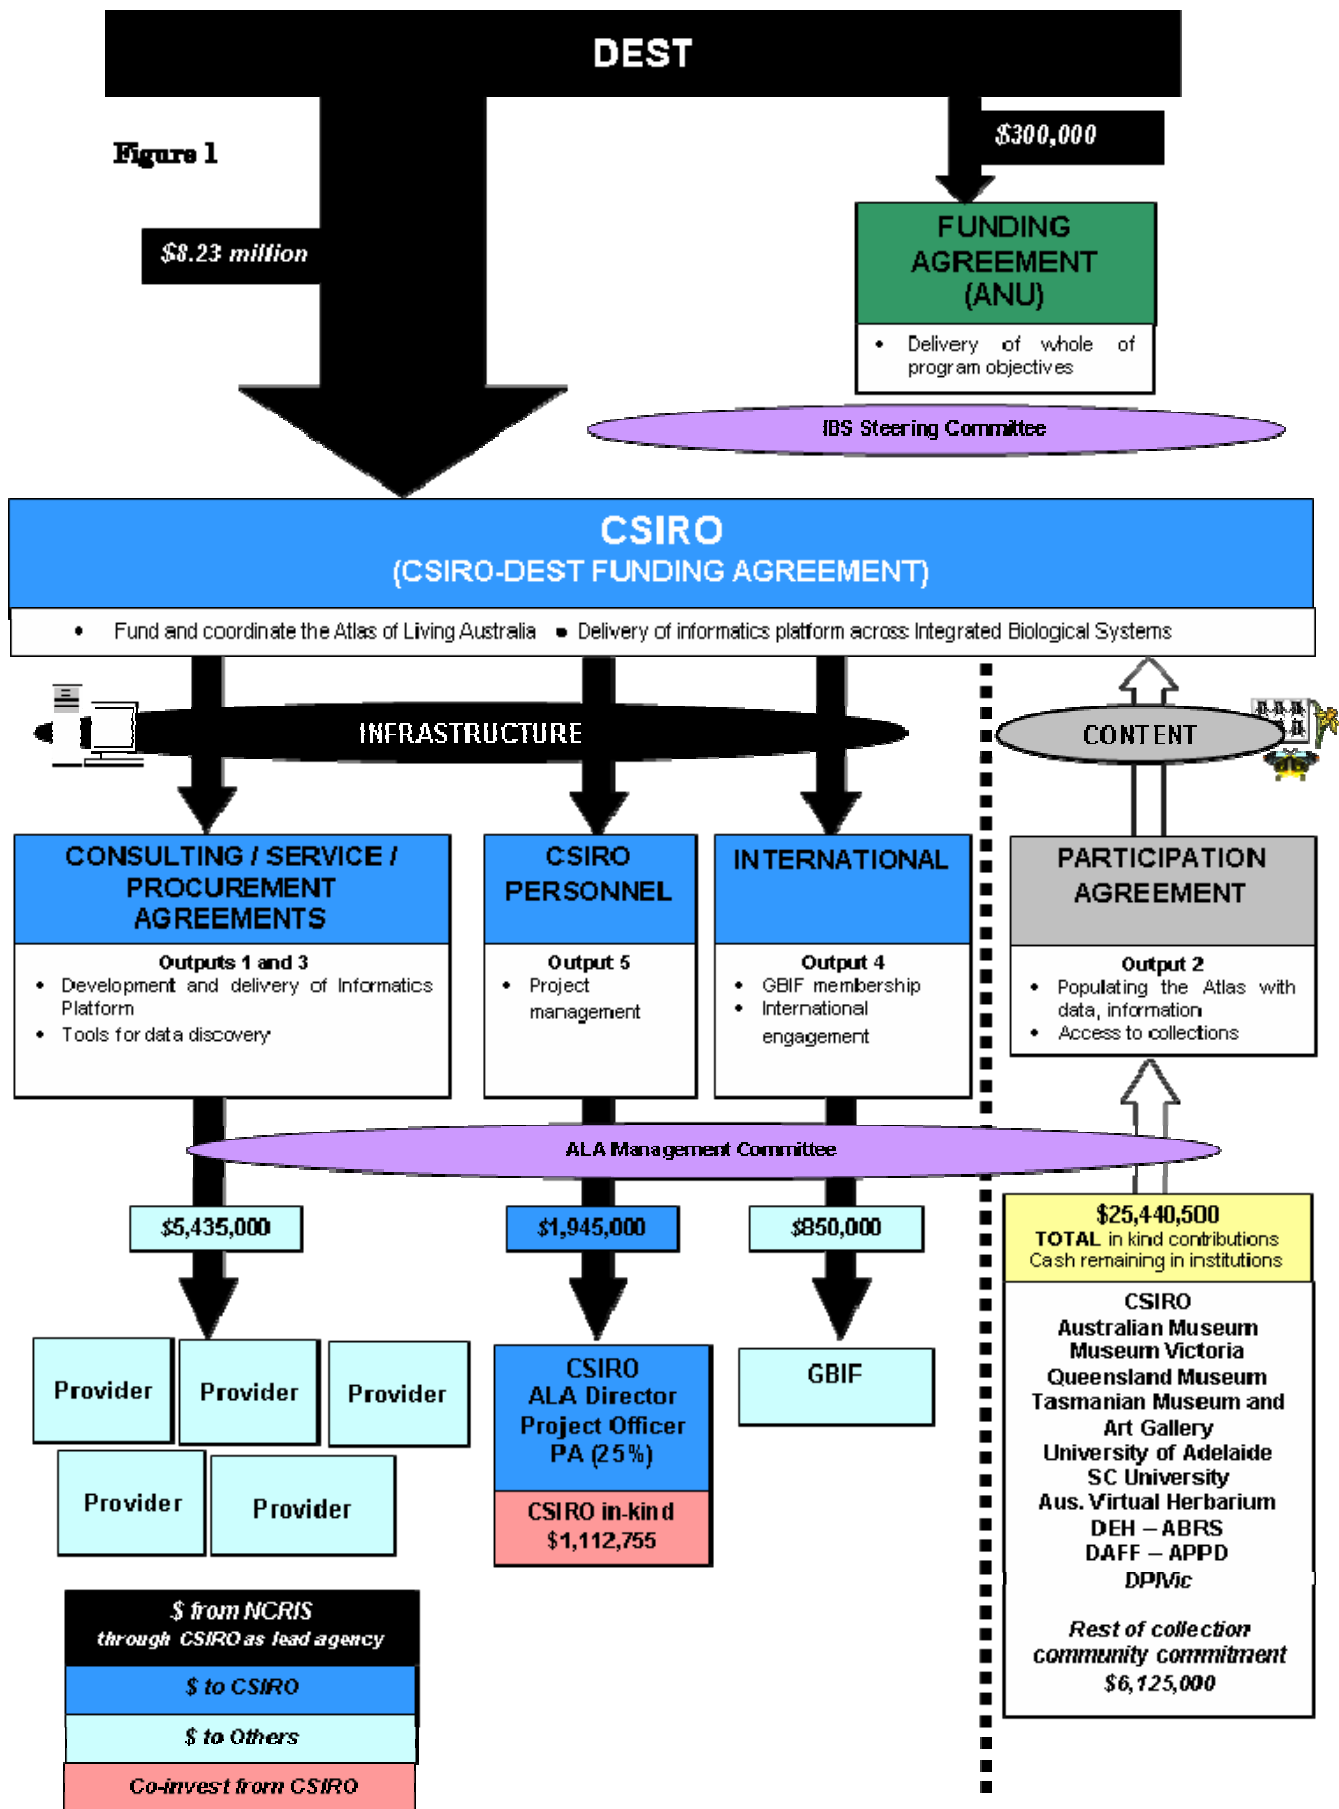 DEST
$300,000
Figure 1
FUNDING
AGREEMENT
(ANU)
$8.23 million
• Delivery of whole of
program objectives
IBS Steering Committee
CSIRO
(CSIRO-DEST FUNDING AGREEMENT)
• Fund and coordinate the Atlas of Living Australia • Delivery of informatics platform across Integrated Biological Systems
INFRASTRUCTURE
CONTENT
CONSULTING / SERVICE /
PROCUREMENT
AGREEMENTS
Outputs 1 and 3
• Development and delivery of Informatics
Platform
• Tools for data discovery
CSIRO
PERSONNEL
Output 5
• Project
management
INTERNATIONAL
Output 4
• GBIF membership
• International
engagement
PARTICIPATION
AGREEMENT
Output 2
• Populating the Atlas with
data, information
• Access to collections
ALA Management Committee
$5,435,000
$1,945,000
$850,000
$25,440,500
TOTAL in kind contributions
Cash remaining in institutions
Provider
Provider
Provider
Provider
Provider
CSIRO
ALA Director
Project Officer
PA (25%)
CSIRO in-kind
$1,112,755
GBIF
CSIRO
Australian Museum
Museum Victoria
Queensland Museum
Tasmanian Museum and
Art Gallery
University of Adelaide
SC University
Aus. Virtual Herbarium
DEH – ABRS
DAFF – APPD
DPIVic
Rest of collection
community commitment
$6,125,000
$ from NCRIS
through CSIRO as lead agency
$ to CSIRO
$ to Others
Co-invest from CSIRO